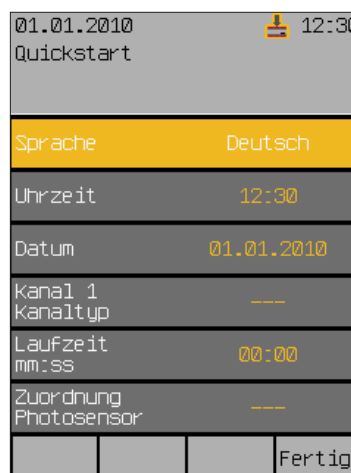 01.01.2010 12:30
Quickstart
Sprache Deutsch
Uhrzeit 12:30
Datum 01.01.2010
Kanal 1
Kanaltyp ---
Laufzeit
mm:ss 00:00
Zuordnung
Photosensor ---
Fertig